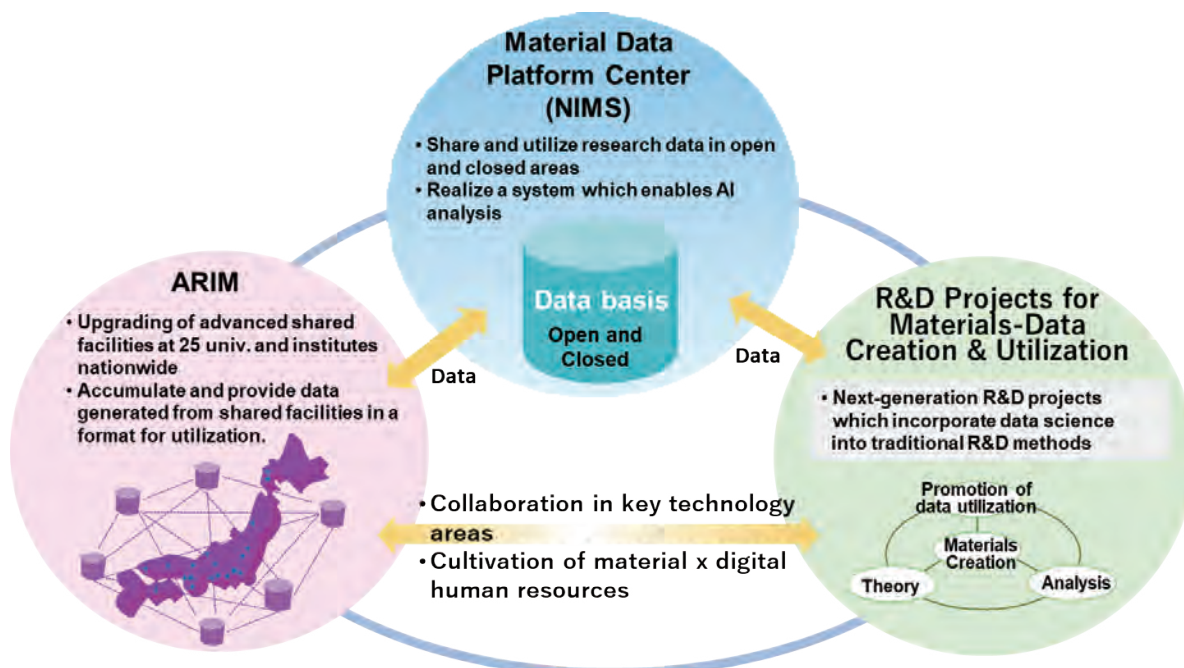 Material Data
Platform Center
(NIMS)
• Share and utilize research data in open
and closed areas
• Realize a system which enables AI
analysis
Data basis
Open and
Closed
ARIM
• Upgrading of advanced shared
facilities at 25 univ. and institutes
nationwide
• Accumulate and provide data
generated from shared facilities in a
format for utilization.
Data
Data
R&D Projects for
Materials-Data
Creation & Utilization
• Next-generation R&D projects
which incorporate data science
into traditional R&D methods
Promotion of
data utilization
Materials
Creation
Theory
Analysis
• Collaboration in key technology
areas
• Cultivation of material x digital
human resources